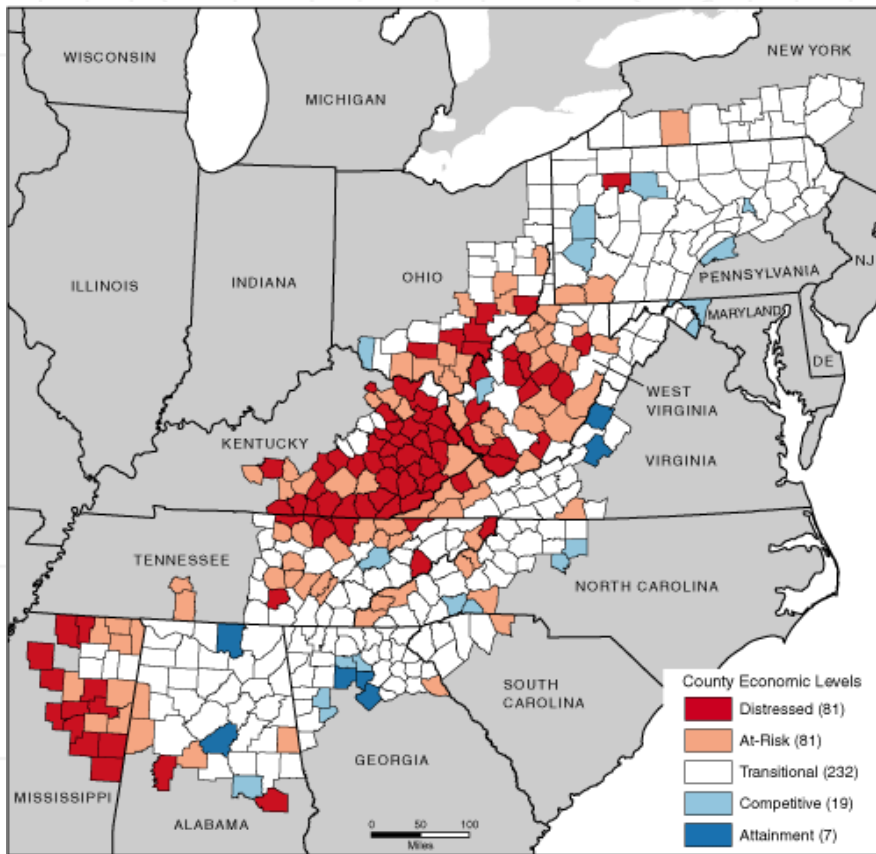 NEW YORK
WISCONSIN
MICHIGAN
PENNSYLVANIA
NJ
OHIO
ILLINOIS
INDIANA
MARYLAND
DE
WEST
VIRGINIA
KENTUCKY
VIRGINIA
TENNESSEE
NORTH CAROLINA
SOUTH
CAROLINA
GEORGIA
MISSISSIPPI
ALABAMA
0 50 100
Miles
County Economic Levels
Distressed (81)
At-Risk (81)
Transitional (232)
Competitive (19)
Attainment (7)